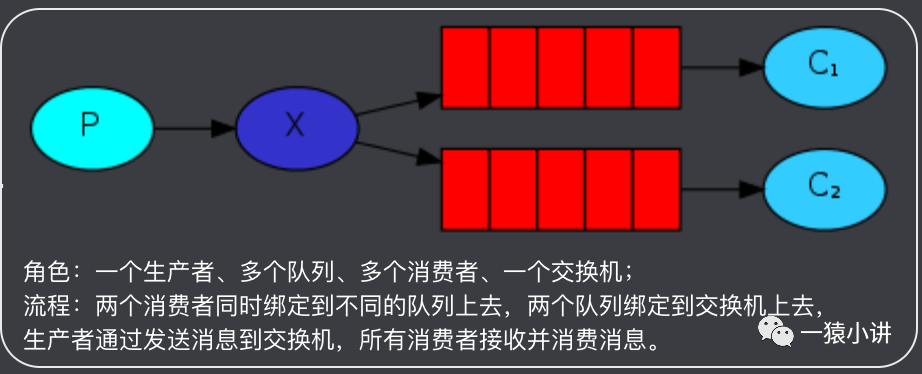 P
X
C₁
C₂
角色：一个生产者、多个队列、多个消费者、一个交换机；
流程：两个消费者同时绑定到不同的队列上去，两个队列绑定到交换机上去，
生产者通过发送消息到交换机，所有消费者接收并消费消息。
一猿小讲